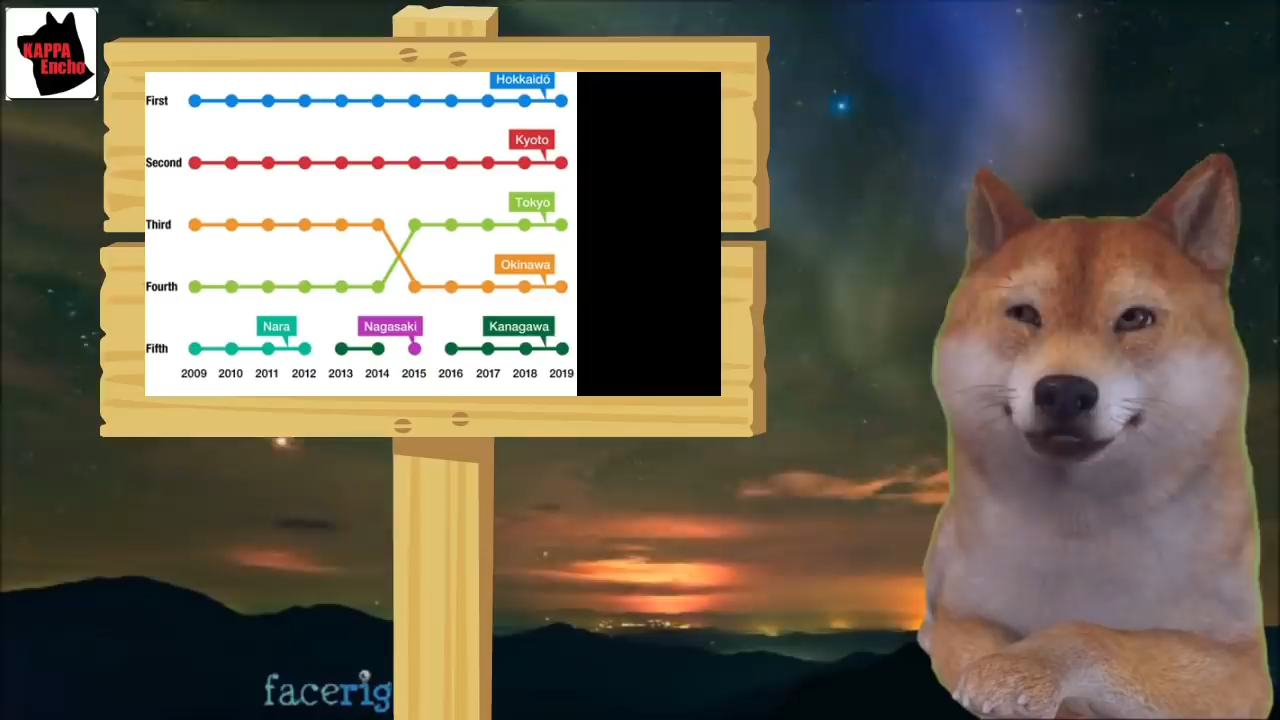 KAPPA
Encho
Hokkaidō
First
Kyoto
Second
Tokyo
Third
Okinawa
Fourth
Nara
Nagasaki
Kanagawa
Fifth
2009 2010 2011 2012 2013 2014 2015 2016 2017 2018 2019
facerig